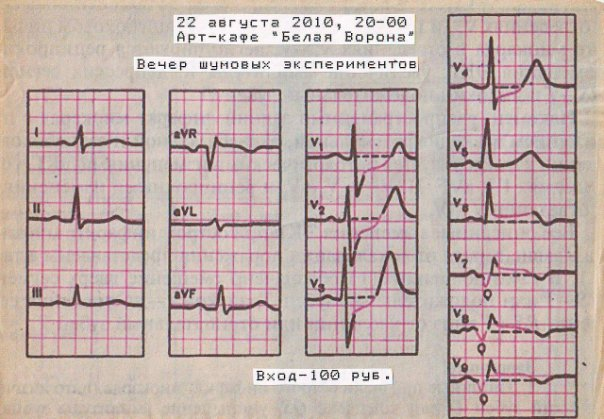 22 августа 2010, 20-00
Арт-кафе "Белая Ворона"
Вечер шумовых экспериментов
I
II
III
aVR
aVL
aVF
V1
V2
V3
V4
V5
V6
V7
Q
V8
Q
V9
Q
Вход-100 руб.